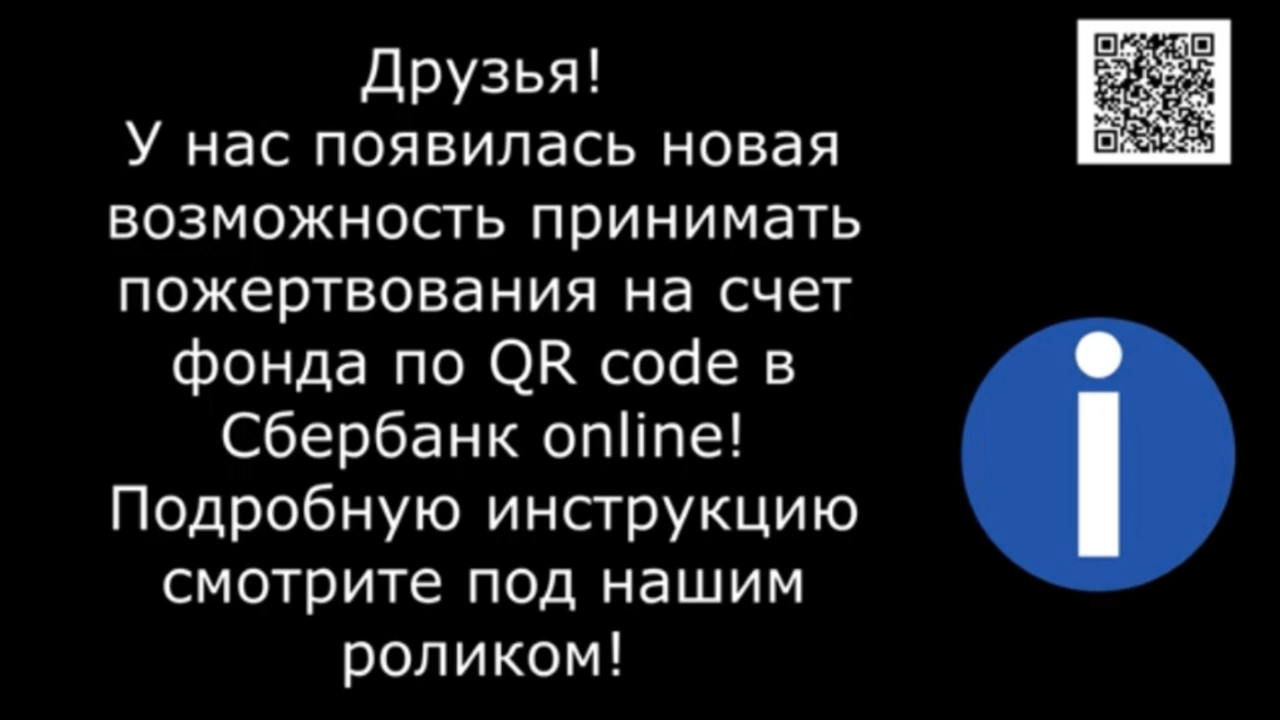 Друзья!
У нас появилась новая
возможность принимать
пожертвования на счет
фонда по QR code в
Сбербанк online!
Подробную инструкцию
смотрите под нашим
роликом!
i